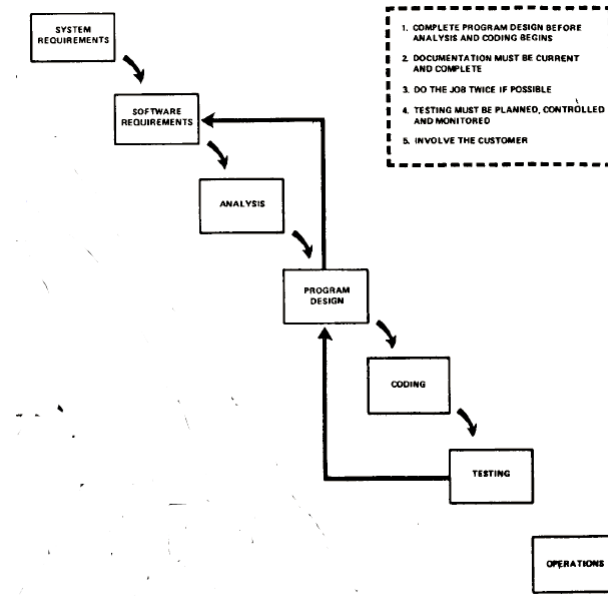 SYSTEM
REQUIREMENTS
1. COMPLETE PROGRAM DESIGN BEFORE
ANALYSIS AND CODING BEGINS
2. DOCUMENTATION MUST BE CURRENT
AND COMPLETE
3. DO THE JOB TWICE IF POSSIBLE
4. TESTING MUST BE PLANNED, CONTROLLED
AND MONITORED
5. INVOLVE THE CUSTOMER
SOFTWARE
REQUIREMENTS
ANALYSIS
PROGRAM
DESIGN
CODING
TESTING
OPERATIONS